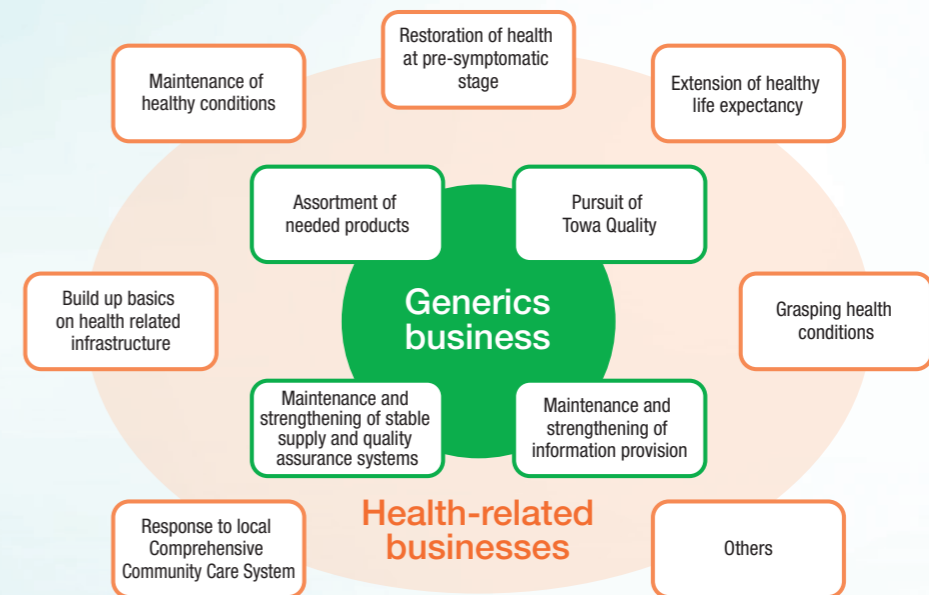 Restoration of health
at pre-symptomatic
stage
Maintenance of
healthy conditions
Extension of healthy
life expectancy
Assortment of
needed products
Pursuit of
Towa Quality
Build up basics
on health related
infrastructure
Generics
business
Grasping health
conditions
Maintenance and
strengthening of stable
supply and quality
assurance systems
Maintenance and
strengthening of
information provision
Response to local
Comprehensive
Community Care System
Health-related
businesses
Others